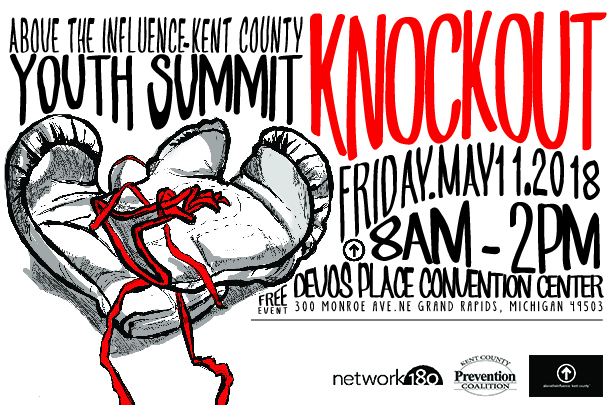 ABOVE THE INFLUENCE-KENT COUNTY
YOUTH SUMMIT
KNOCKOUT
FRIDAY.MAY11.2018
8AM - 2PM
DEVOS PLACE CONVENTION CENTER
FREE
EVENT
300 MONROE AVE.NE GRAND RAPIDS, MICHIGAN 49503
network180
KENT COUNTY
Prevention
COALITION
abovetheinfluence kent county